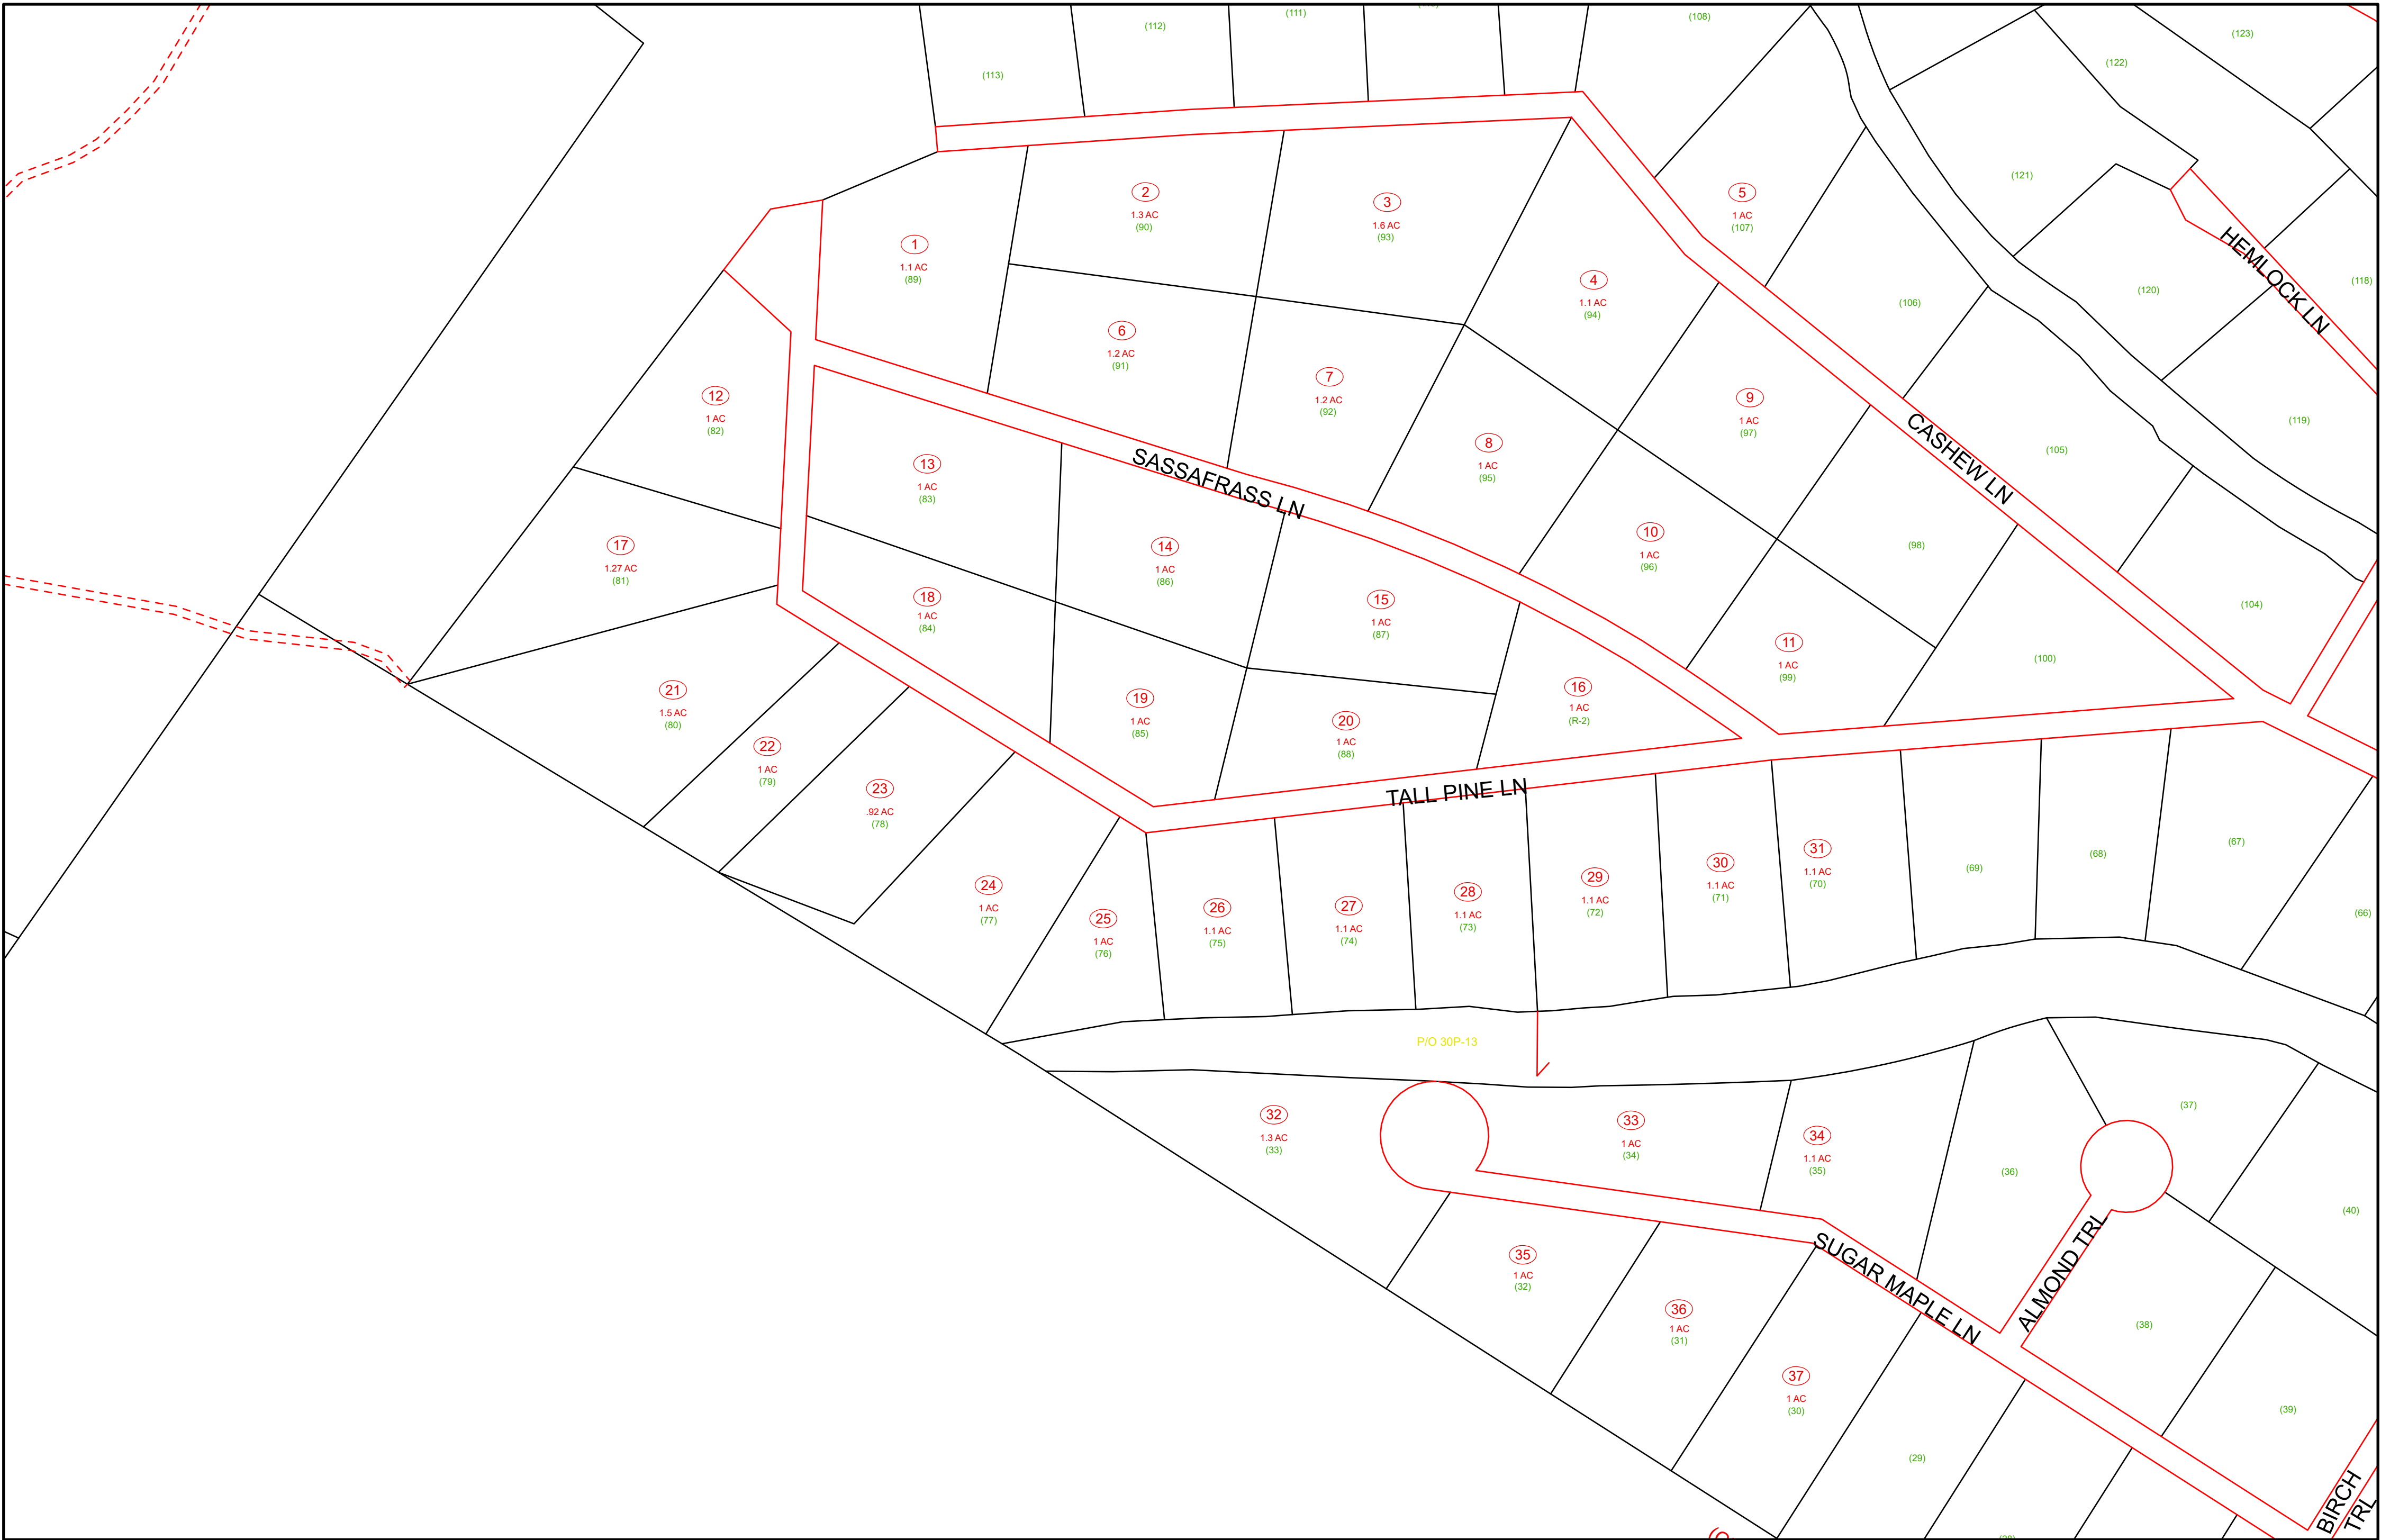 (112)
(111)
(108)
(123)
(122)
(113)
(121)
2
1.3 AC
(90)
3
1.6 AC
(93)
5
1 AC
(107)
1
1.1 AC
(89)
4
1.1 AC
(94)
(106)
(120)
HEMLOCK LN
(118)
6
1.2 AC
(91)
7
1.2 AC
(92)
12
1 AC
(82)
9
1 AC
(97)
CASHEW LN
(119)
8
1 AC
(95)
(105)
13
1 AC
(83)
SASSAFRASS LN
17
1.27 AC
(81)
14
1 AC
(86)
10
1 AC
(96)
(98)
18
1 AC
(84)
15
1 AC
(87)
(104)
11
1 AC
(99)
(100)
21
1.5 AC
(80)
19
1 AC
(85)
16
1 AC
(R-2)
20
1 AC
(88)
22
1 AC
(79)
23
.92 AC
(78)
TALL PINE LN
24
1 AC
(77)
25
1 AC
(76)
26
1.1 AC
(75)
27
1.1 AC
(74)
28
1.1 AC
(73)
29
1.1 AC
(72)
30
1.1 AC
(71)
31
1.1 AC
(70)
(69)
(68)
(67)
(66)
P/O 30P-13
32
1.3 AC
(33)
33
1 AC
(34)
34
1.1 AC
(35)
(36)
(37)
(40)
35
1 AC
(32)
SUGAR MAPLE LN
ALMOND TRL
36
1 AC
(31)
(38)
37
1 AC
(30)
(39)
(29)
BIRCH
TRL